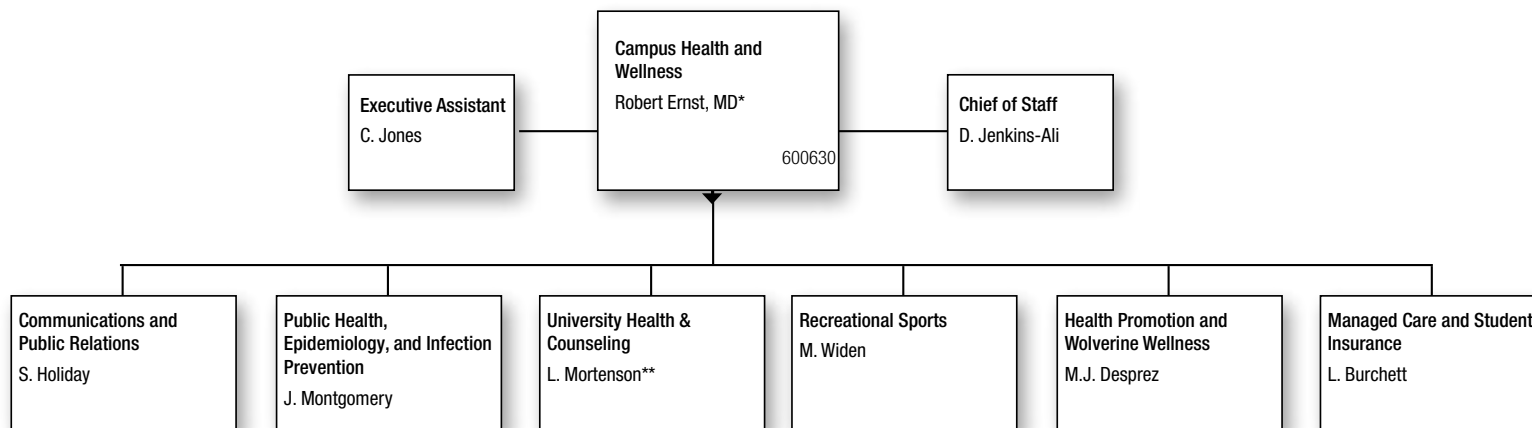 Campus Health and
Wellness
Robert Ernst, MD*
600630
Executive Assistant
C. Jones
Chief of Staff
D. Jenkins-Ali
Communications and
Public Relations
S. Holiday
Public Health,
Epidemiology, and Infection
Prevention
J. Montgomery
University Health &
Counseling
L. Mortenson**
Recreational Sports
M. Widen
Health Promotion and
Wolverine Wellness
M.J. Desprez
Managed Care and Student
Insurance
L. Burchett